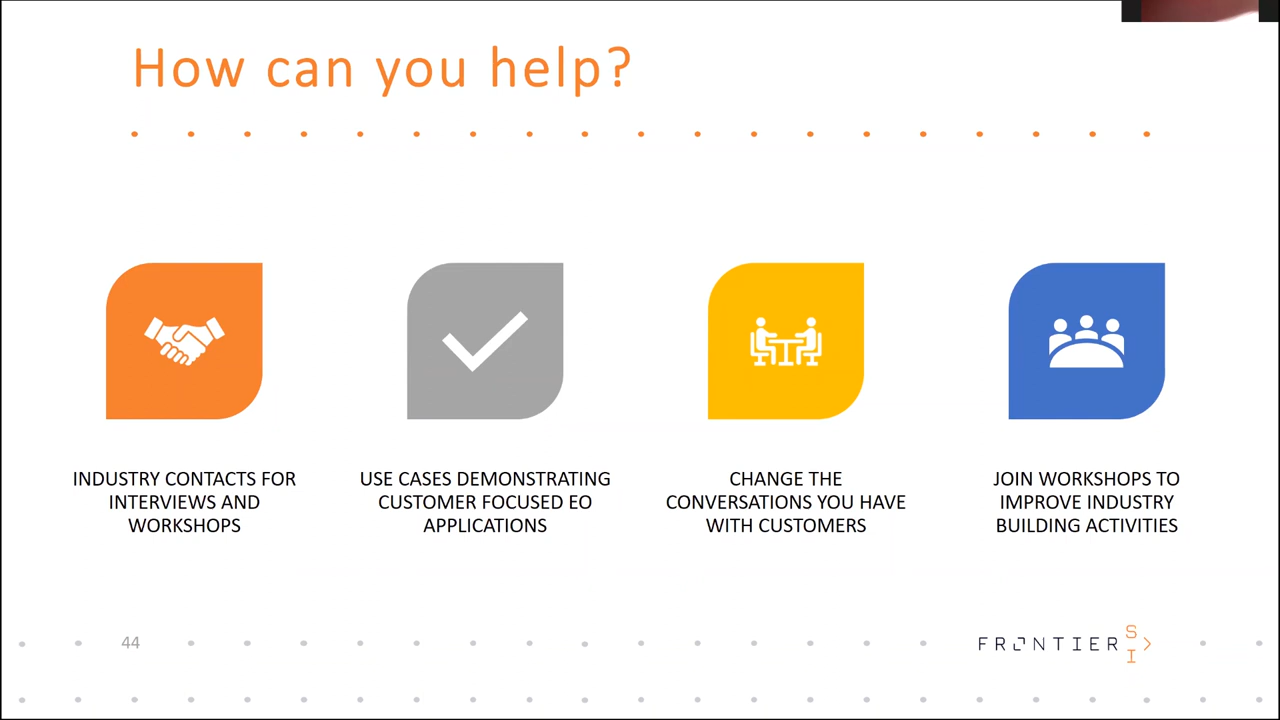 How can you help?
INDUSTRY CONTACTS FOR
INTERVIEWS AND
WORKSHOPS
USE CASES DEMONSTRATING
CUSTOMER FOCUSED EO
APPLICATIONS
CHANGE THE
CONVERSATIONS YOU HAVE
WITH CUSTOMERS
JOIN WORKSHOPS TO
IMPROVE INDUSTRY
BUILDING ACTIVITIES
44
FRONTIER SI